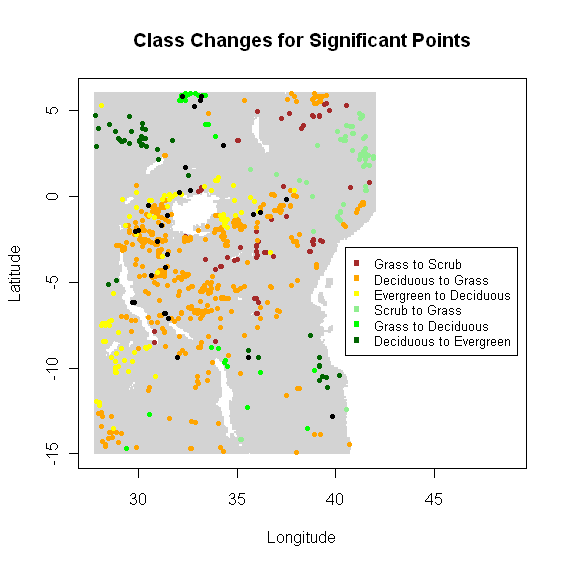 Class Changes for Significant Points
5
0
-5
-10
-15
Latitude
Grass to Scrub
Deciduous to Grass
Evergreen to Deciduous
Scrub to Grass
Grass to Deciduous
Deciduous to Evergreen
30
35
40
45
Longitude